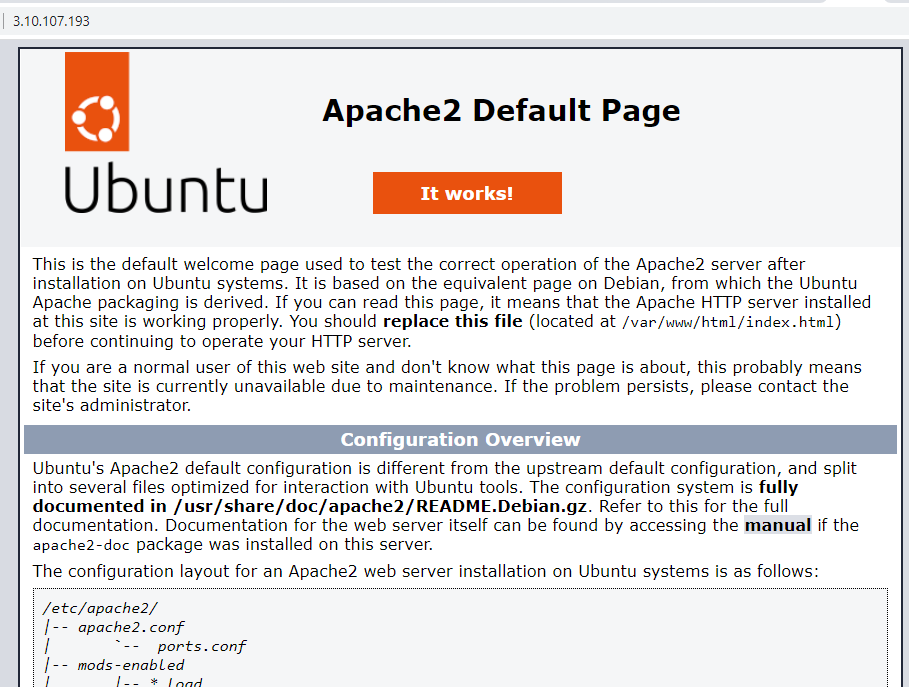 3.10.107.193
Apache2 Default Page
Ubuntu
It works!
This is the default welcome page used to test the correct operation of the Apache2 server after
installation on Ubuntu systems. It is based on the equivalent page on Debian, from which the Ubuntu
Apache packaging is derived. If you can read this page, it means that the Apache HTTP server installed
at this site is working properly. You should replace this file (located at /var/www/html/index.html)
before continuing to operate your HTTP server.
If you are a normal user of this web site and don't know what this page is about, this probably means
that the site is currently unavailable due to maintenance. If the problem persists, please contact the
site's administrator.
Configuration Overview
Ubuntu's Apache2 default configuration is different from the upstream default configuration, and split
into several files optimized for interaction with Ubuntu tools. The configuration system is fully
documented in /usr/share/doc/apache2/README.Debian.gz. Refer to this for the full
documentation. Documentation for the web server itself can be found by accessing the manual if the
apache2-doc package was installed on this server.
The configuration layout for an Apache2 web server installation on Ubuntu systems is as follows:
/etc/apache2/
|-- apache2.conf
|       `--  ports.conf
|-- mods-enabled
|       |-- *.load